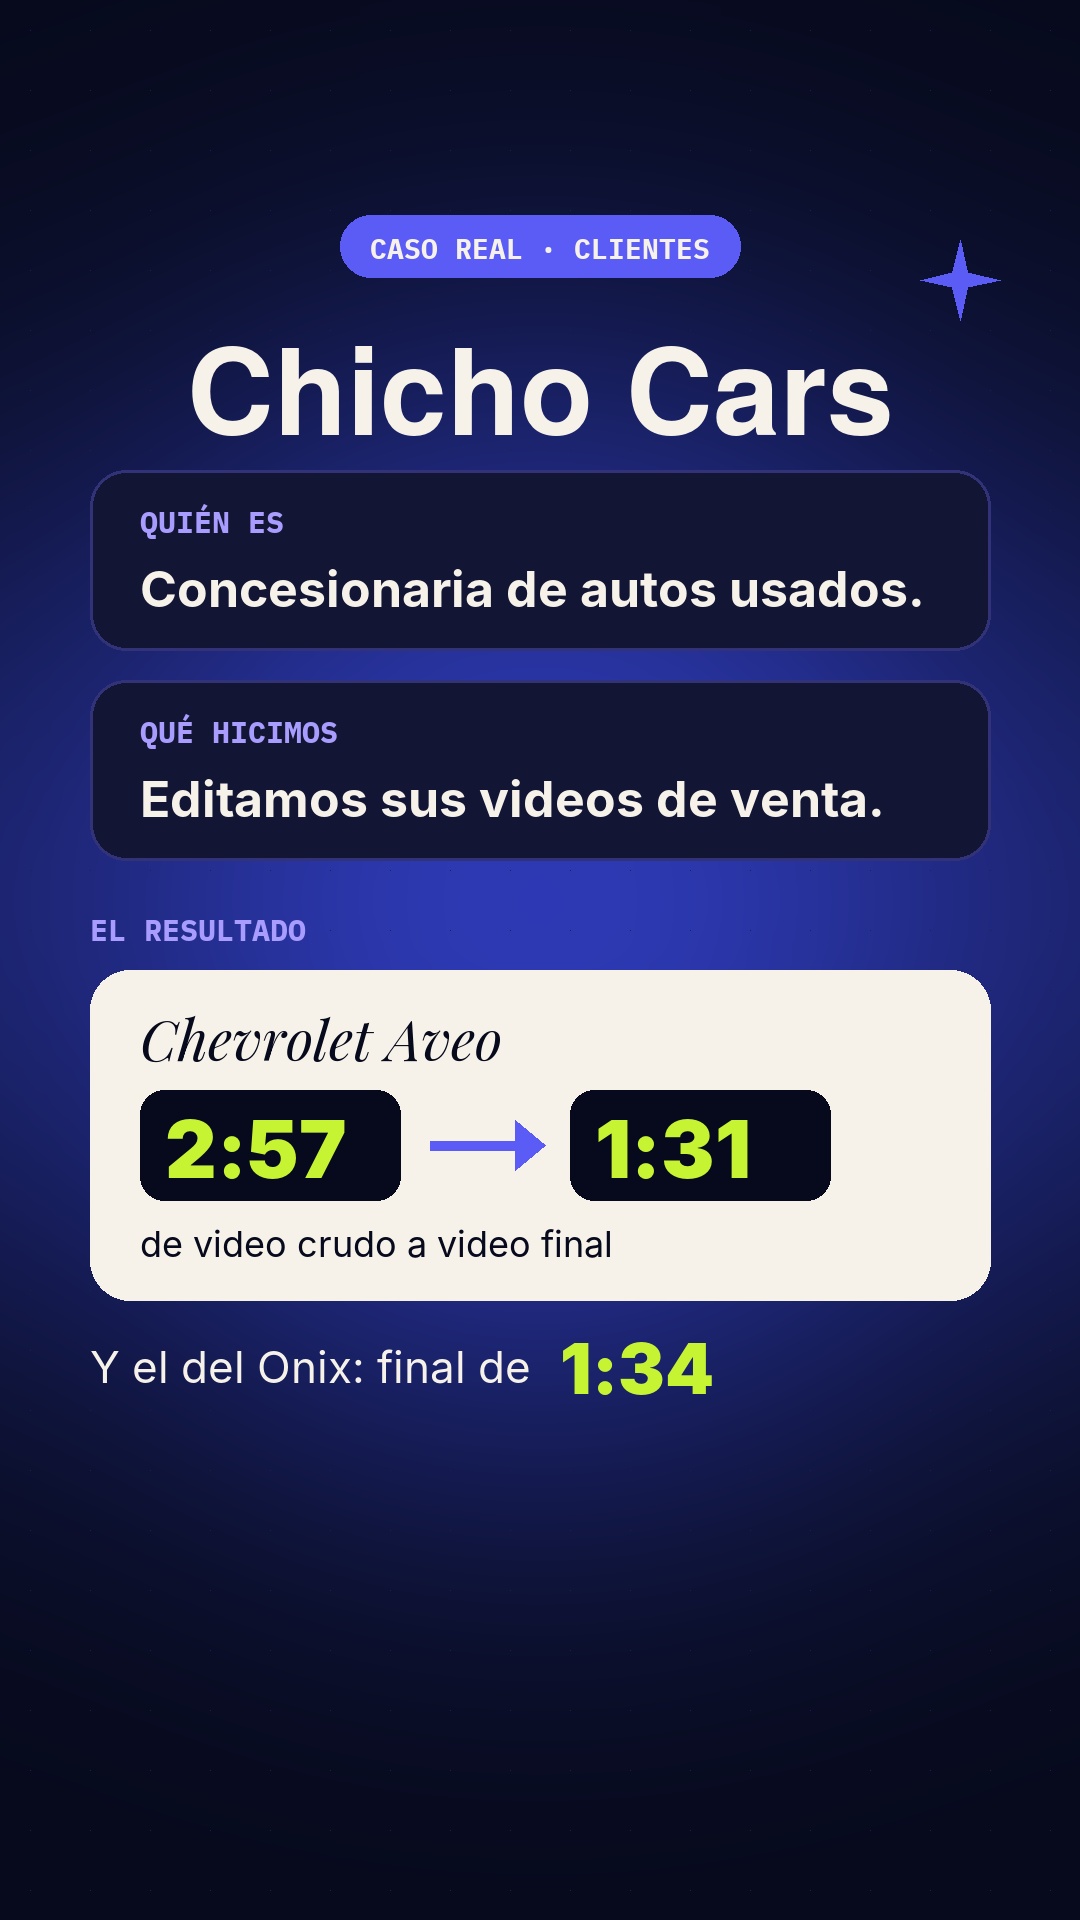 CASO REAL · CLIENTES
Chicho Cars
QUIÉN ES
Concesionaria de autos usados.
QUÉ HICIMOS
Editamos sus videos de venta.
EL RESULTADO
Chevrolet Aveo
2:57 1:31
de video crudo a video final
Y el del Onix: final de 1:34